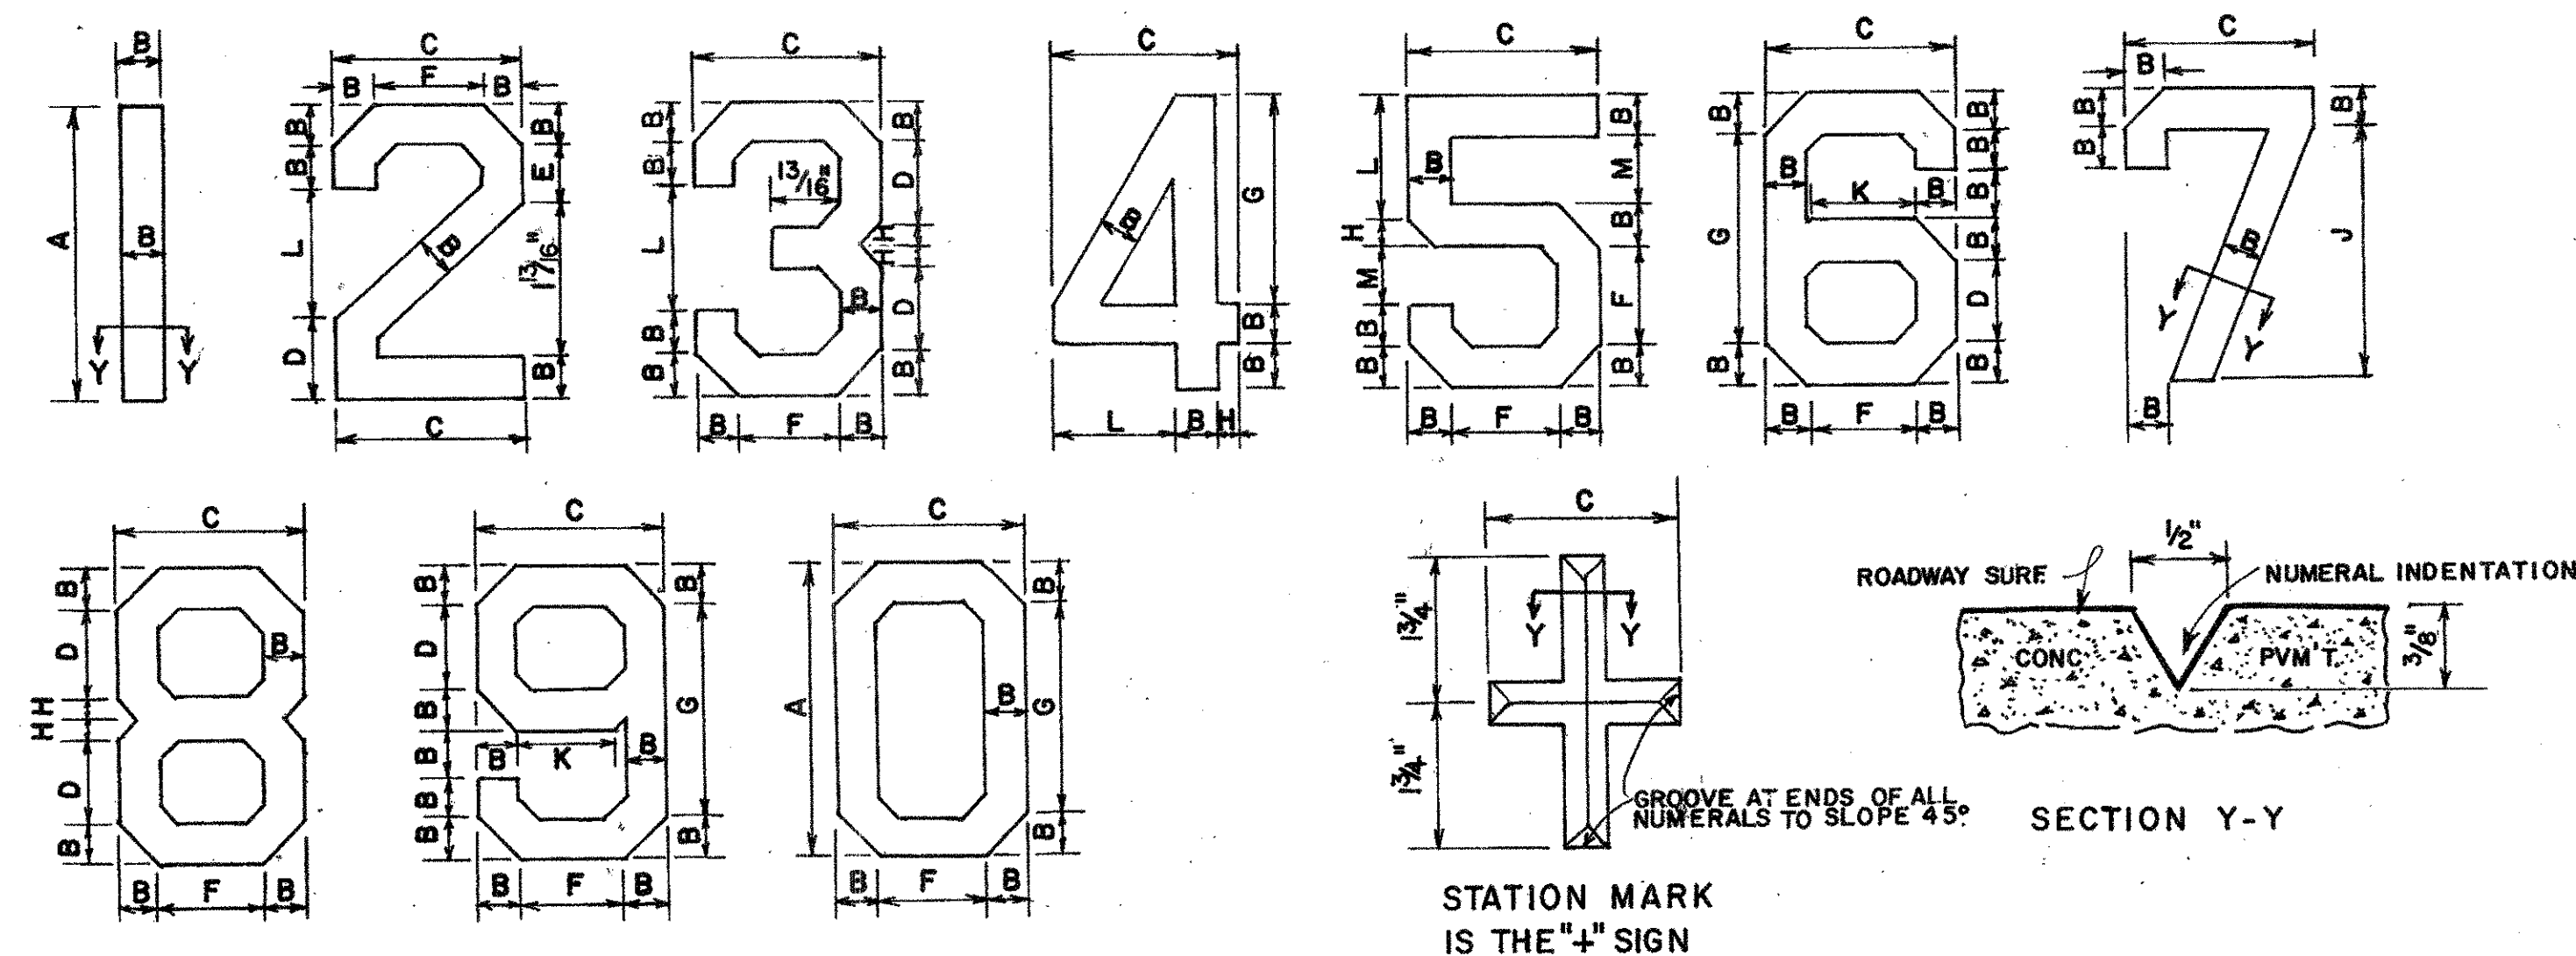 B
A
B
Y Y
C
B F B
B
B
L
D
B
E
1 13/16"
B
B
C
C
B
B
L
B
B
13/16"
B
D
H
H
D
B
B
B F B
C
G
B
B
B
L B H
C
L
H
M
B
B
B
B
M
B
F
B
B F B
C
B
G
B
B
K B
B
B
B
B
D
B
B F B
C
B
B
B
B
J
B
Y
Y
B
C
B
D
H
H
D
B
B
B F B
C
B
D
B
B
B
B
B K B
B
G
B
B F B
C
A
B
B
G
B
B F B
C
1 3/4"
1 3/4"
Y Y
GROOVE AT ENDS OF ALL
NUMERALS TO SLOPE 45°.
STATION MARK
IS THE "+" SIGN
1/2"
ROADWAY SURF.
NUMERAL INDENTATION
CONC. PVM'T.
3/8"
SECTION Y-Y